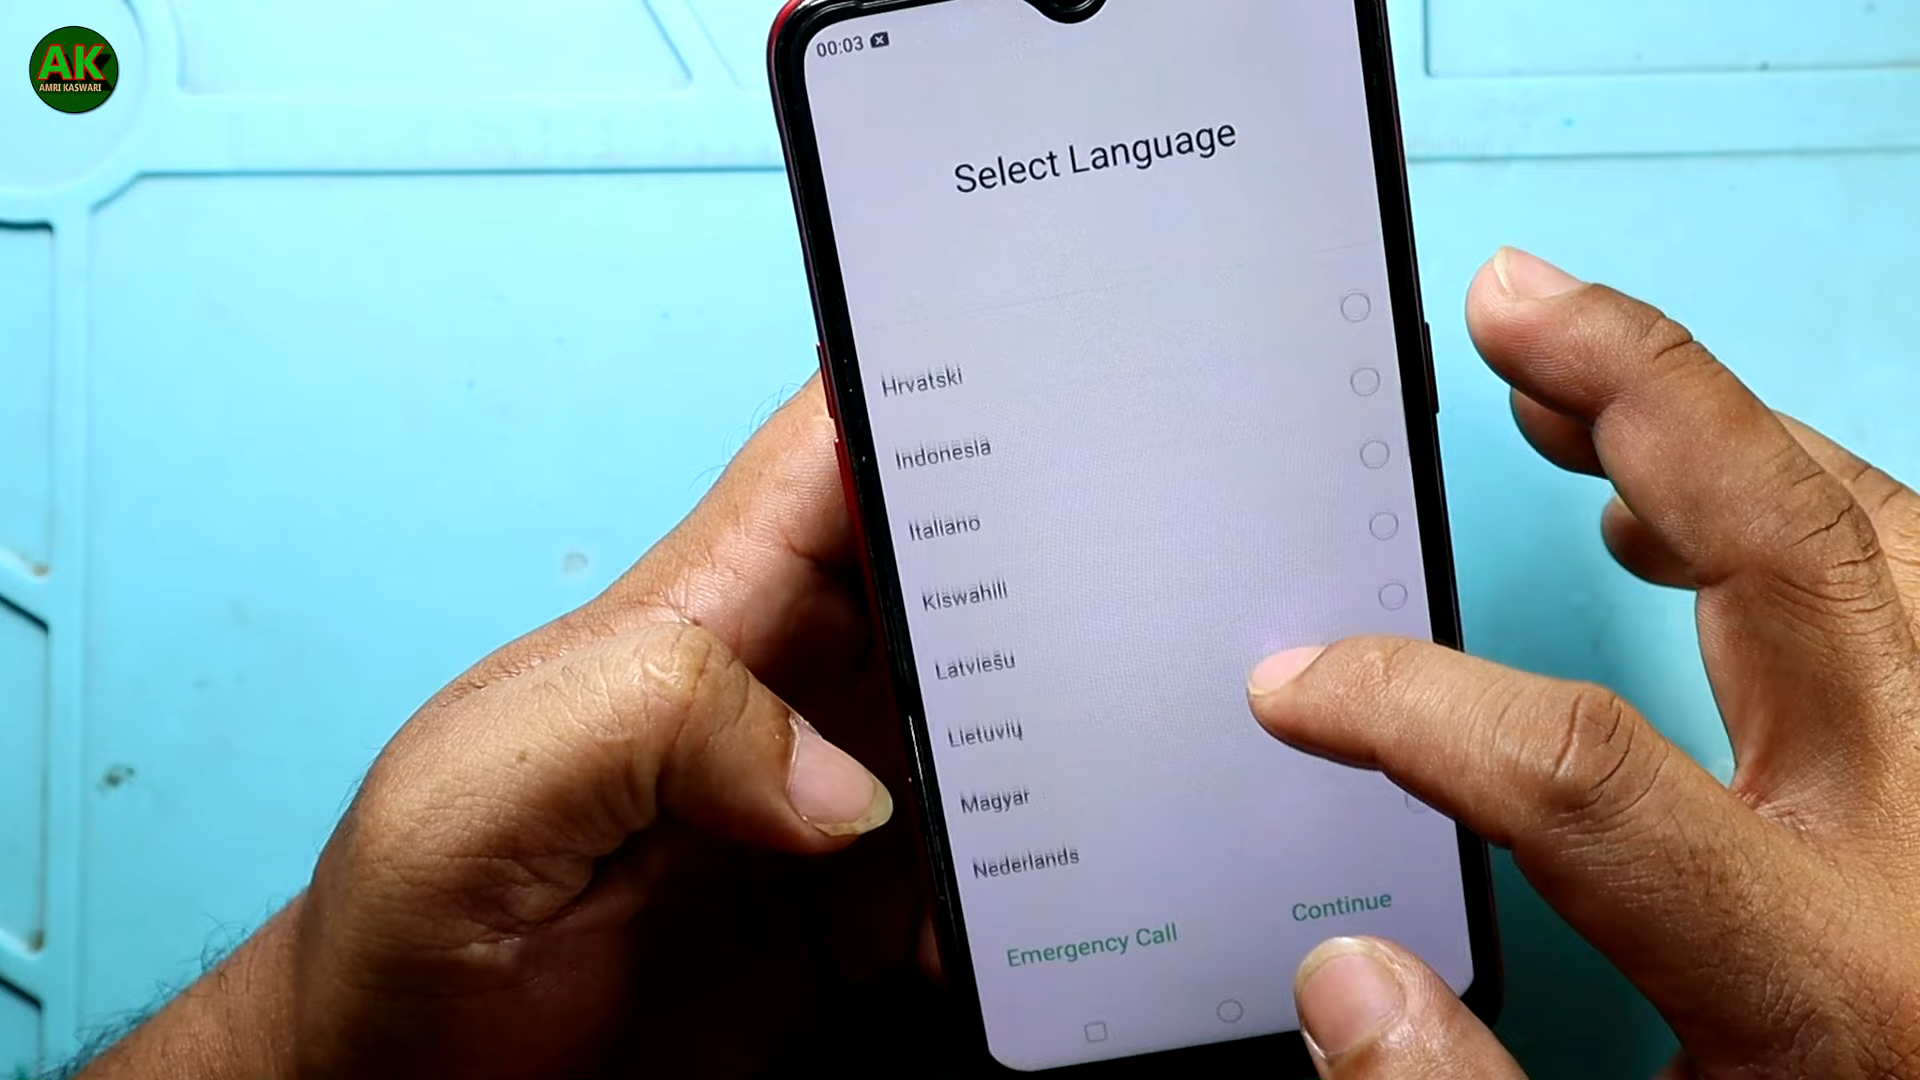 AK
AMRI KASWARI
00:03
Select Language
Hrvatski
Indonesia
Italiano
Kiswahili
Latviešu
Lietuvių
Magyar
Nederlands
Emergency Call
Continue